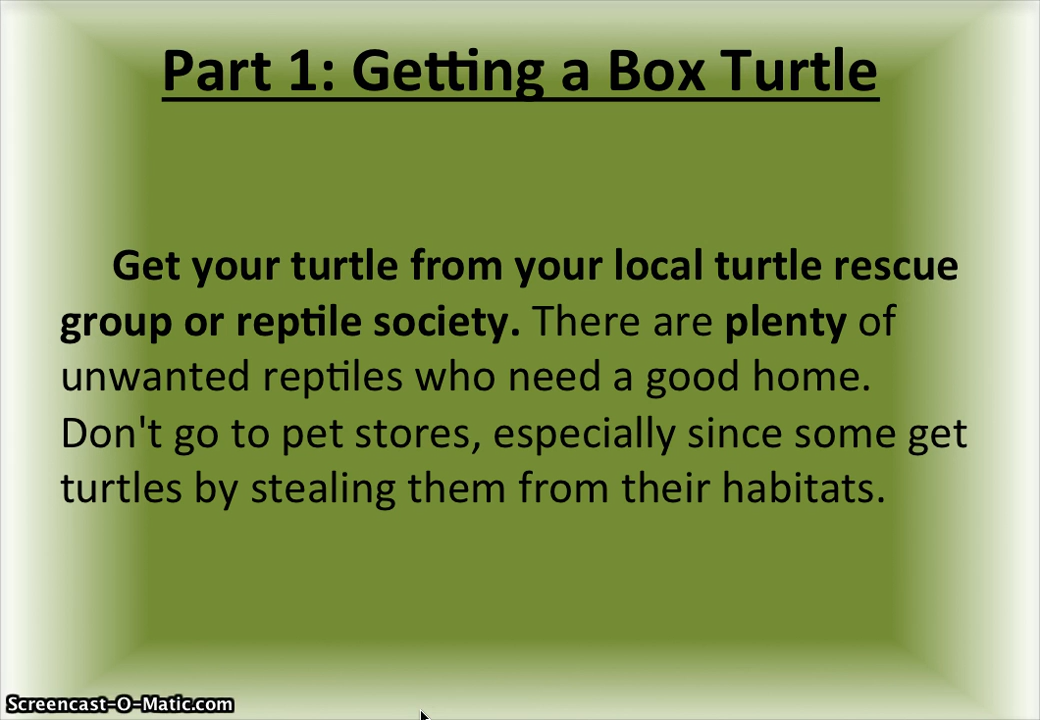 Part 1: Getting a Box Turtle
Get your turtle from your local turtle rescue
group or reptile society. There are plenty of
unwanted reptiles who need a good home.
Don't go to pet stores, especially since some get
turtles by stealing them from their habitats.
Screencast-O-Matic.com